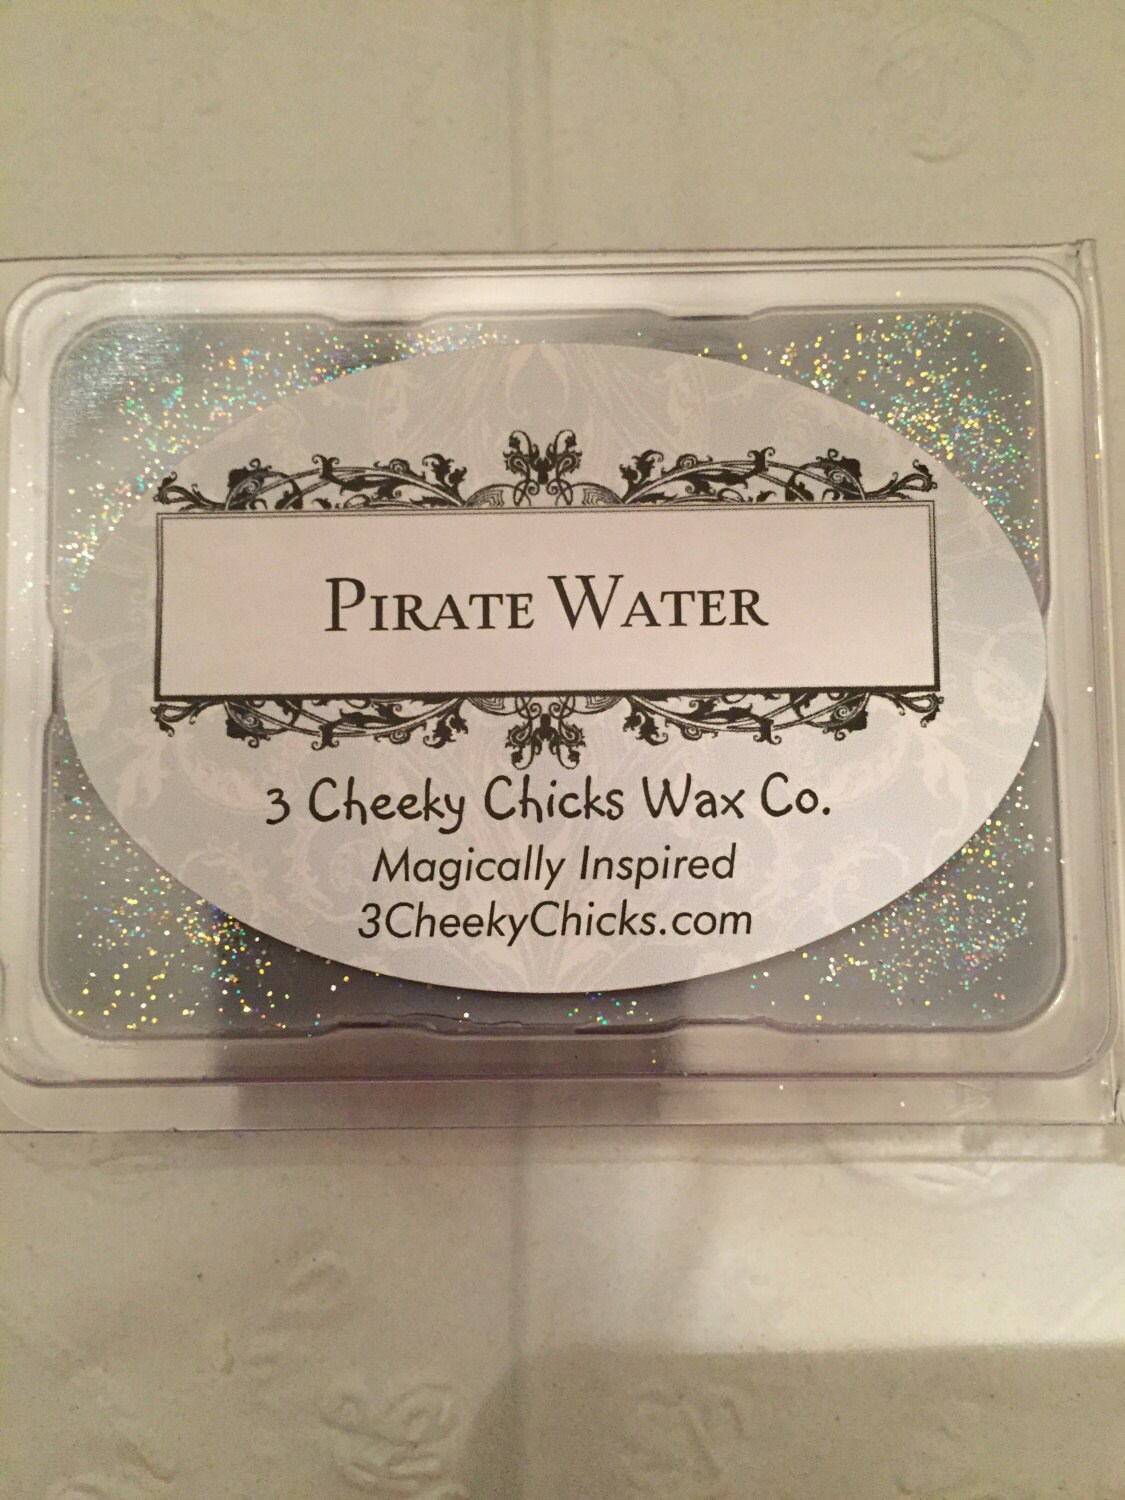 Pirate Water
3 Cheeky Chicks Wax Co.
Magically Inspired
3CheekyChicks.com